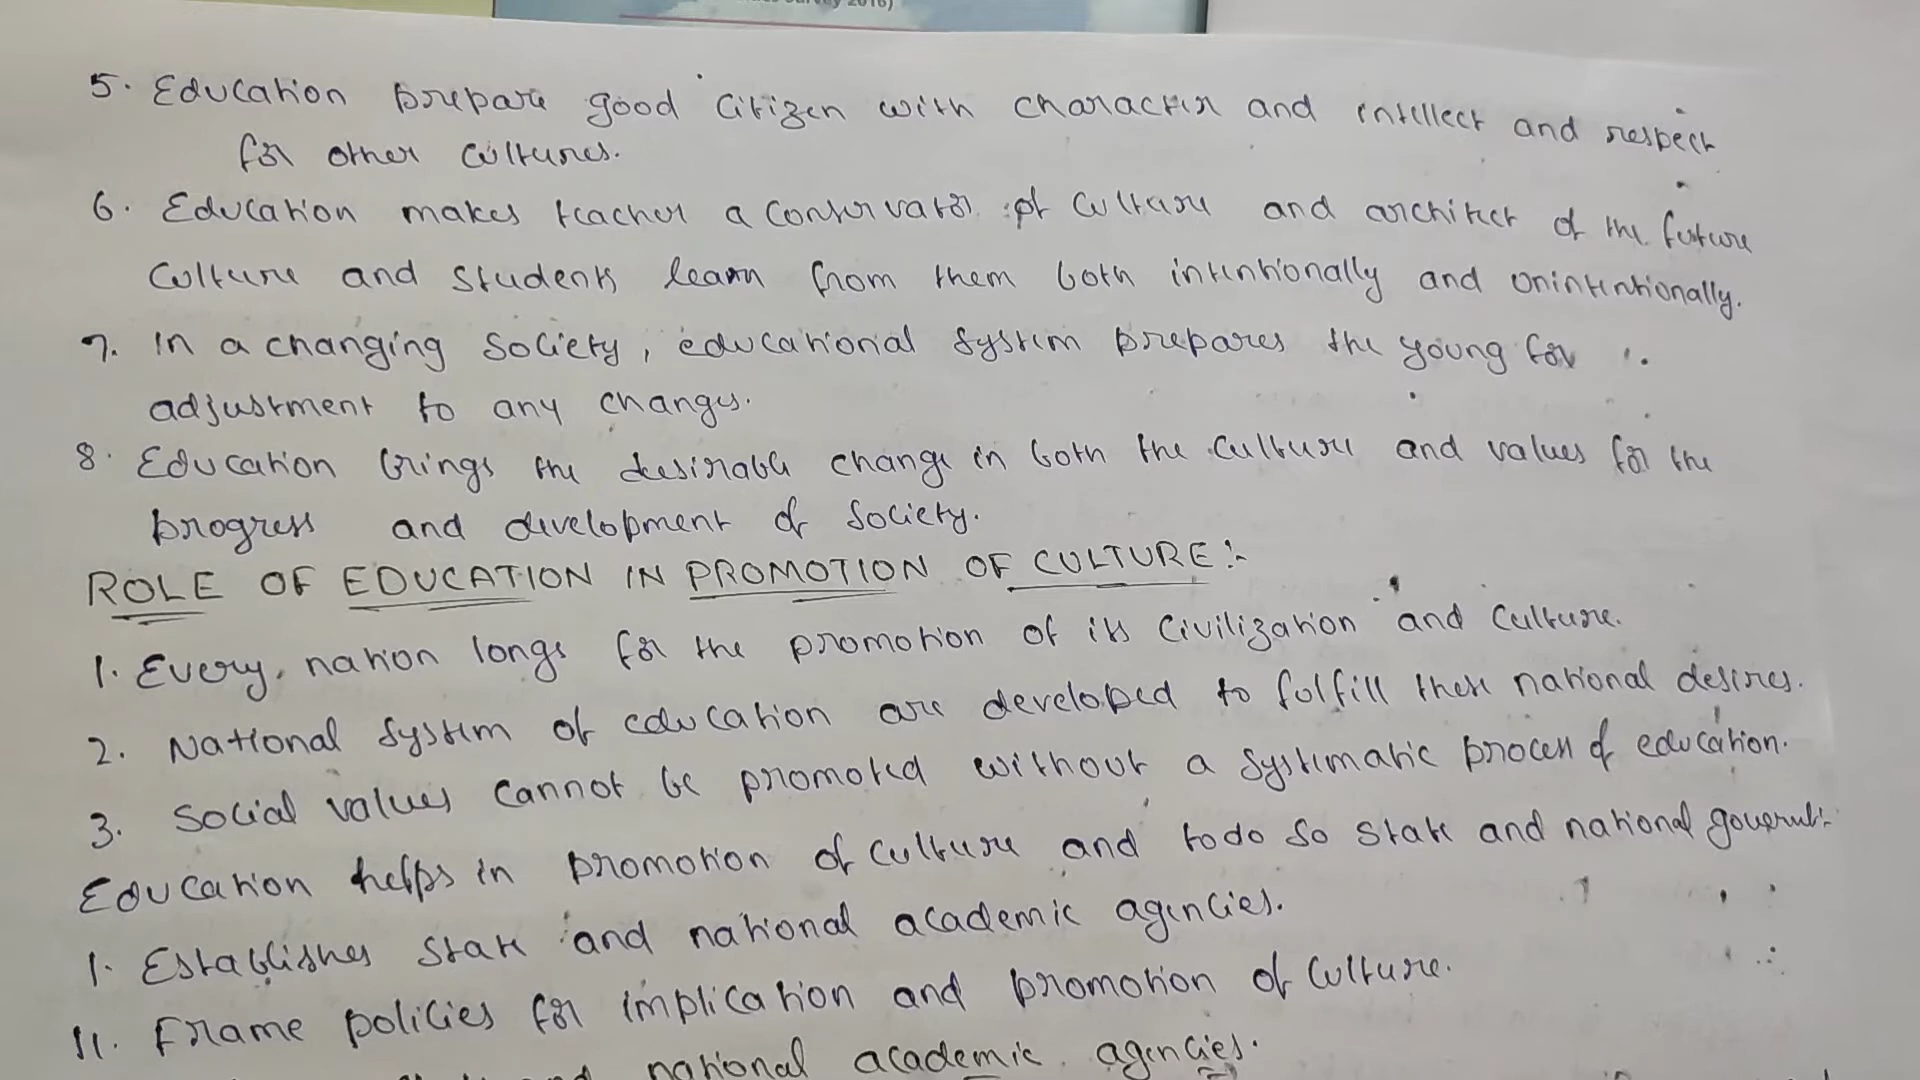 2016)
5. Education prepare good citizen with character and intellect and respect
for other cultures.
6. Education makes teacher a conservator of culture and architect of the future
culture and students learn from them both intentionally and unintentionally.
7. In a changing society, educational system prepares the young for
adjustment to any changes.
8. Education brings the desirable change in both the culture and values for the
progress and development of society.
ROLE OF EDUCATION IN PROMOTION OF CULTURE:-
1. Every, nation longs for the promotion of its civilization and culture.
2. National system of education are developed to fulfill these national desires.
3. Social values cannot be promoted without a systematic process of education.
Education helps in promotion of culture and to do so state and national
1. Establishes state and national academic agencies.
11. Frame policies for implication and promotion of culture.
national academic agencies.